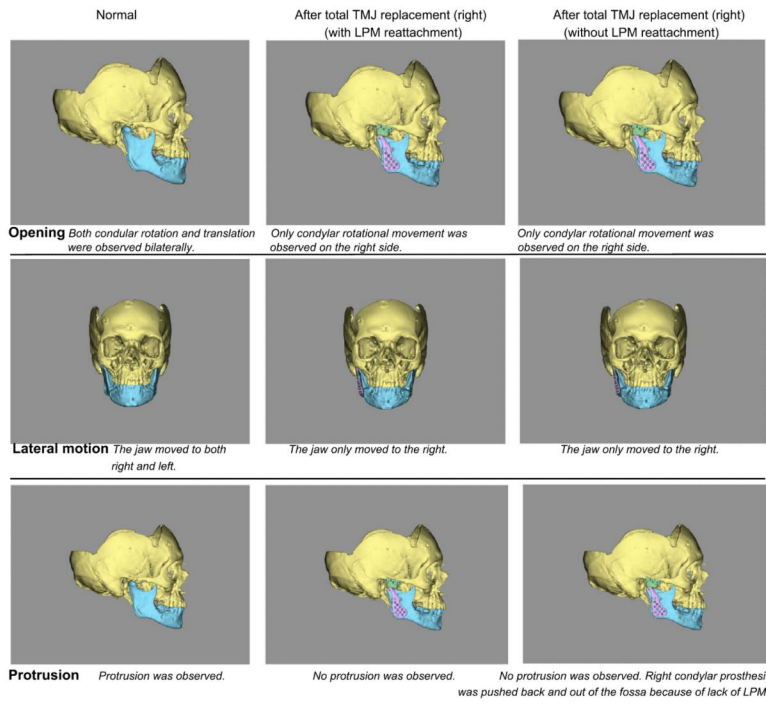 Normal
After total TMJ replacement (right)
(with LPM reattachment)
After total TMJ replacement (right)
(without LPM reattachment)
Opening Both condular rotation and translation
were observed bilaterally.
Only condylar rotational movement was
observed on the right side.
Only condylar rotational movement was
observed on the right side.
Lateral motion The jaw moved to both
right and left.
The jaw only moved to the right.
The jaw only moved to the right.
Protrusion Protrusion was observed.
No protrusion was observed.
No protrusion was observed. Right condylar prosthesi
was pushed back and out of the fossa because of lack of LPM